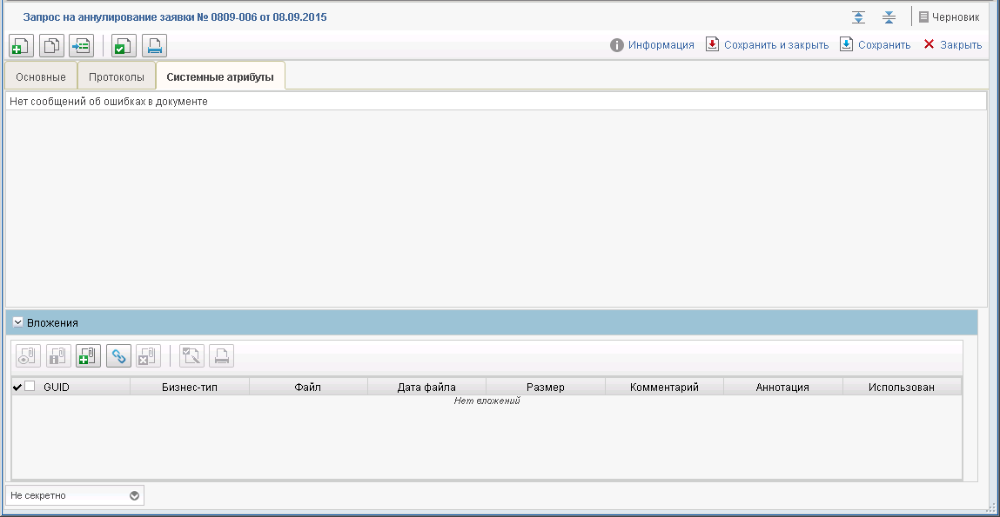 Запрос на аннулирование заявки № 0809-006 от 08.09.2015
Черновик
Информация Сохранить и закрыть Сохранить Закрыть
Основные Протоколы Системные атрибуты
Нет сообщений об ошибках в документе
Вложения
GUID Бизнес-тип Файл Дата файла Размер Комментарий Аннотация Использован
Нет вложений
Не секретно